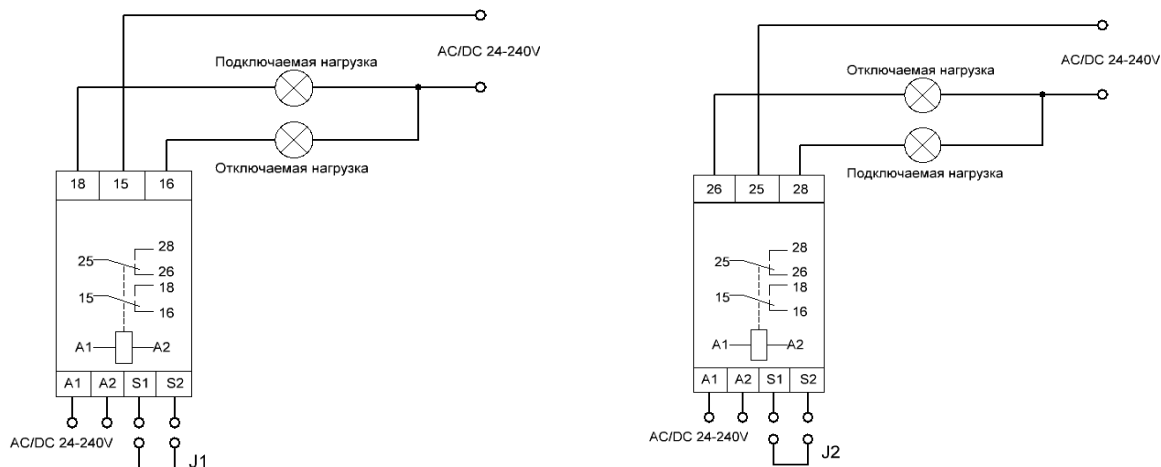 AC/DC 24-240V
Подключаемая нагрузка
Отключаемая нагрузка
18 15 16
28
25
26
18
15
16
A1 A2
A1 A2 S1 S2
AC/DC 24-240V
J1
AC/DC 24-240V
Отключаемая нагрузка
Подключаемая нагрузка
26 25 28
28
25
26
18
15
16
A1 A2
A1 A2 S1 S2
AC/DC 24-240V
J2